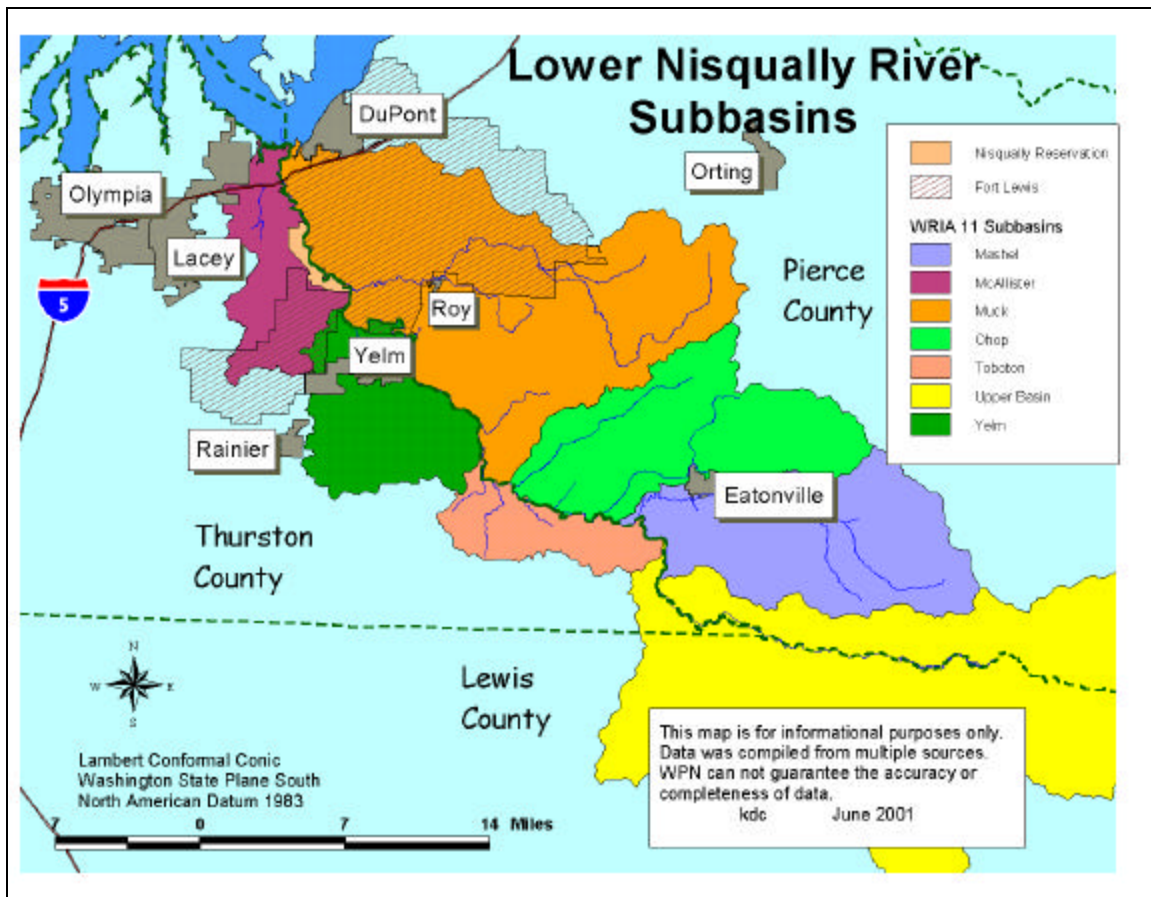 Lower Nisqually River
Subbasins
DuPont
Orting
Olympia
Lacey
5
Roy
Yelm
Rainier
Eatonville
Pierce
County
Thurston
County
Lewis
County
Nisqually Reservation
Fort Lewis
WRIA 11 Subbasins
Mashel
McAllister
Muck
Ohop
Toboton
Upper Basin
Yelm
N
W
E
S
Lambert Conformal Conic
Washington State Plane South
North American Datum 1983
7 0 7 14 Miles
This map is for informational purposes only.
Data was compiled from multiple sources.
WPN can not guarantee the accuracy or
completeness of data.
kdc June 2001